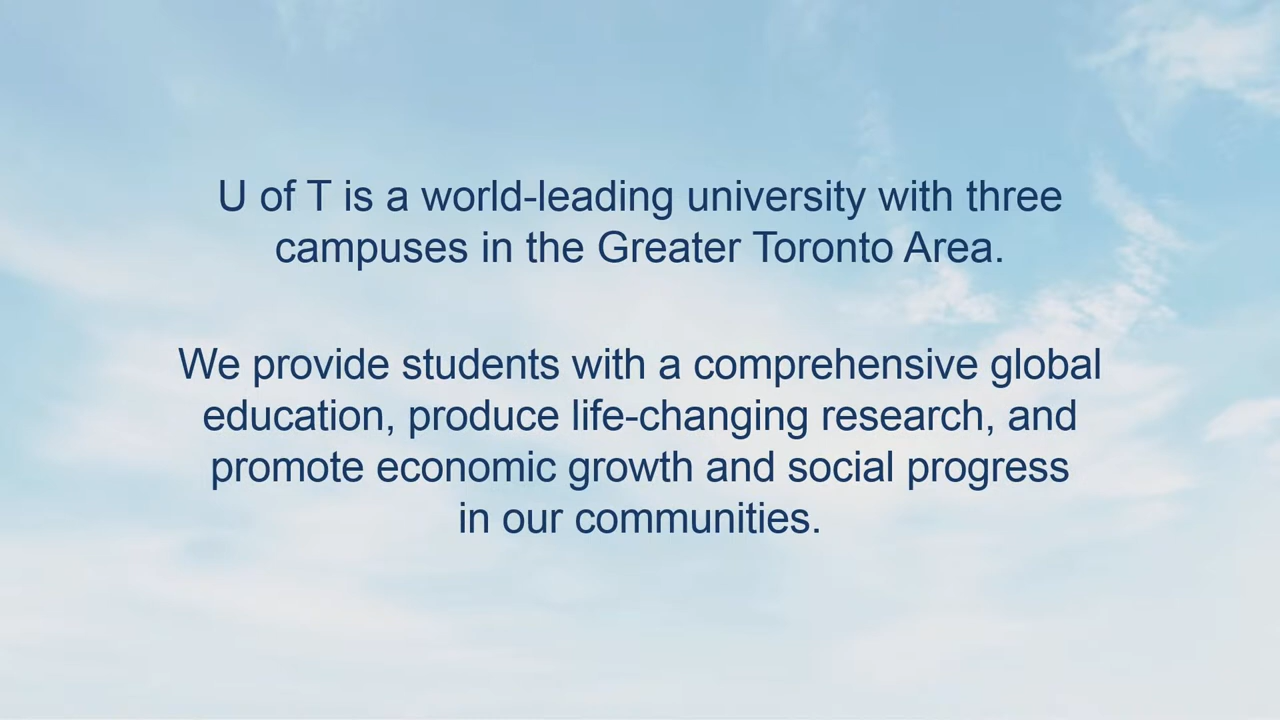 U of T is a world-leading university with three
campuses in the Greater Toronto Area.
We provide students with a comprehensive global
education, produce life-changing research, and
promote economic growth and social progress
in our communities.